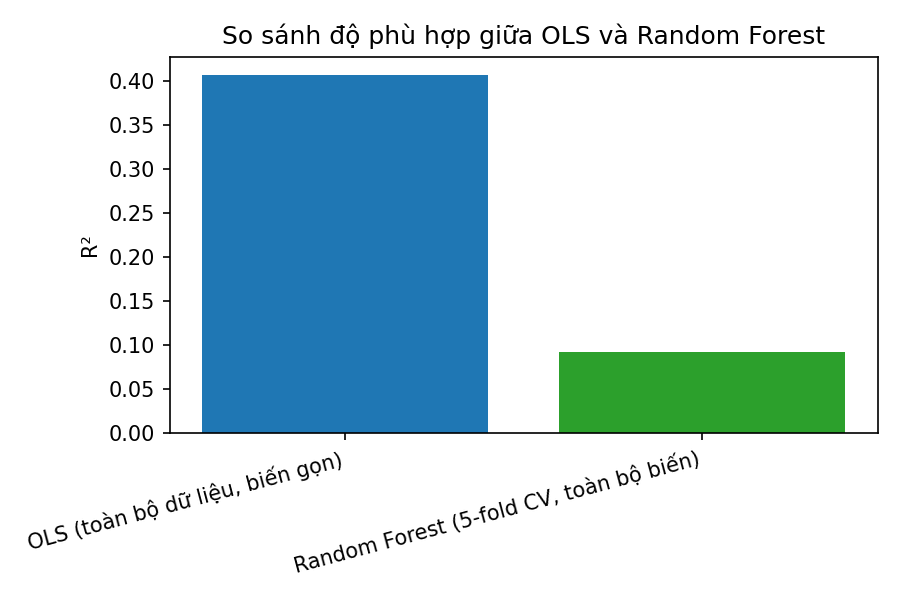 So sánh độ phù hợp giữa OLS và Random Forest
R²
0.40
0.35
0.30
0.25
0.20
0.15
0.10
0.05
0.00
OLS (toàn bộ dữ liệu, biến gọn)
Random Forest (5-fold CV, toàn bộ biến)